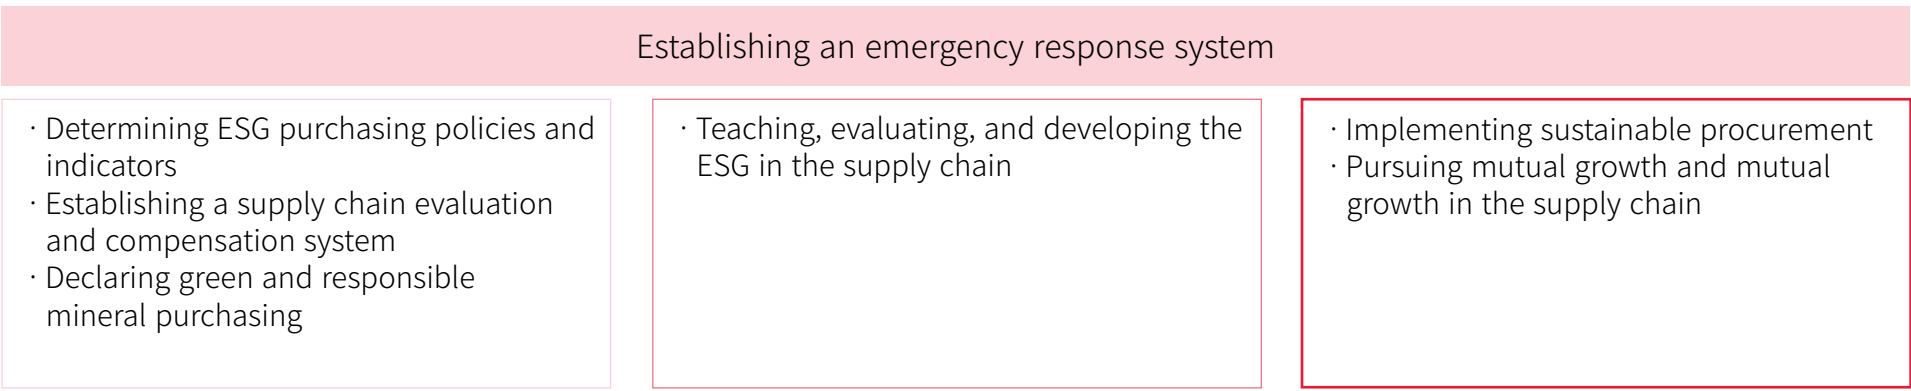 Establishing an emergency response system
· Determining ESG purchasing policies and
indicators
· Establishing a supply chain evaluation
and compensation system
· Declaring green and responsible
mineral purchasing
· Teaching, evaluating, and developing the
ESG in the supply chain
· Implementing sustainable procurement
· Pursuing mutual growth and mutual
growth in the supply chain